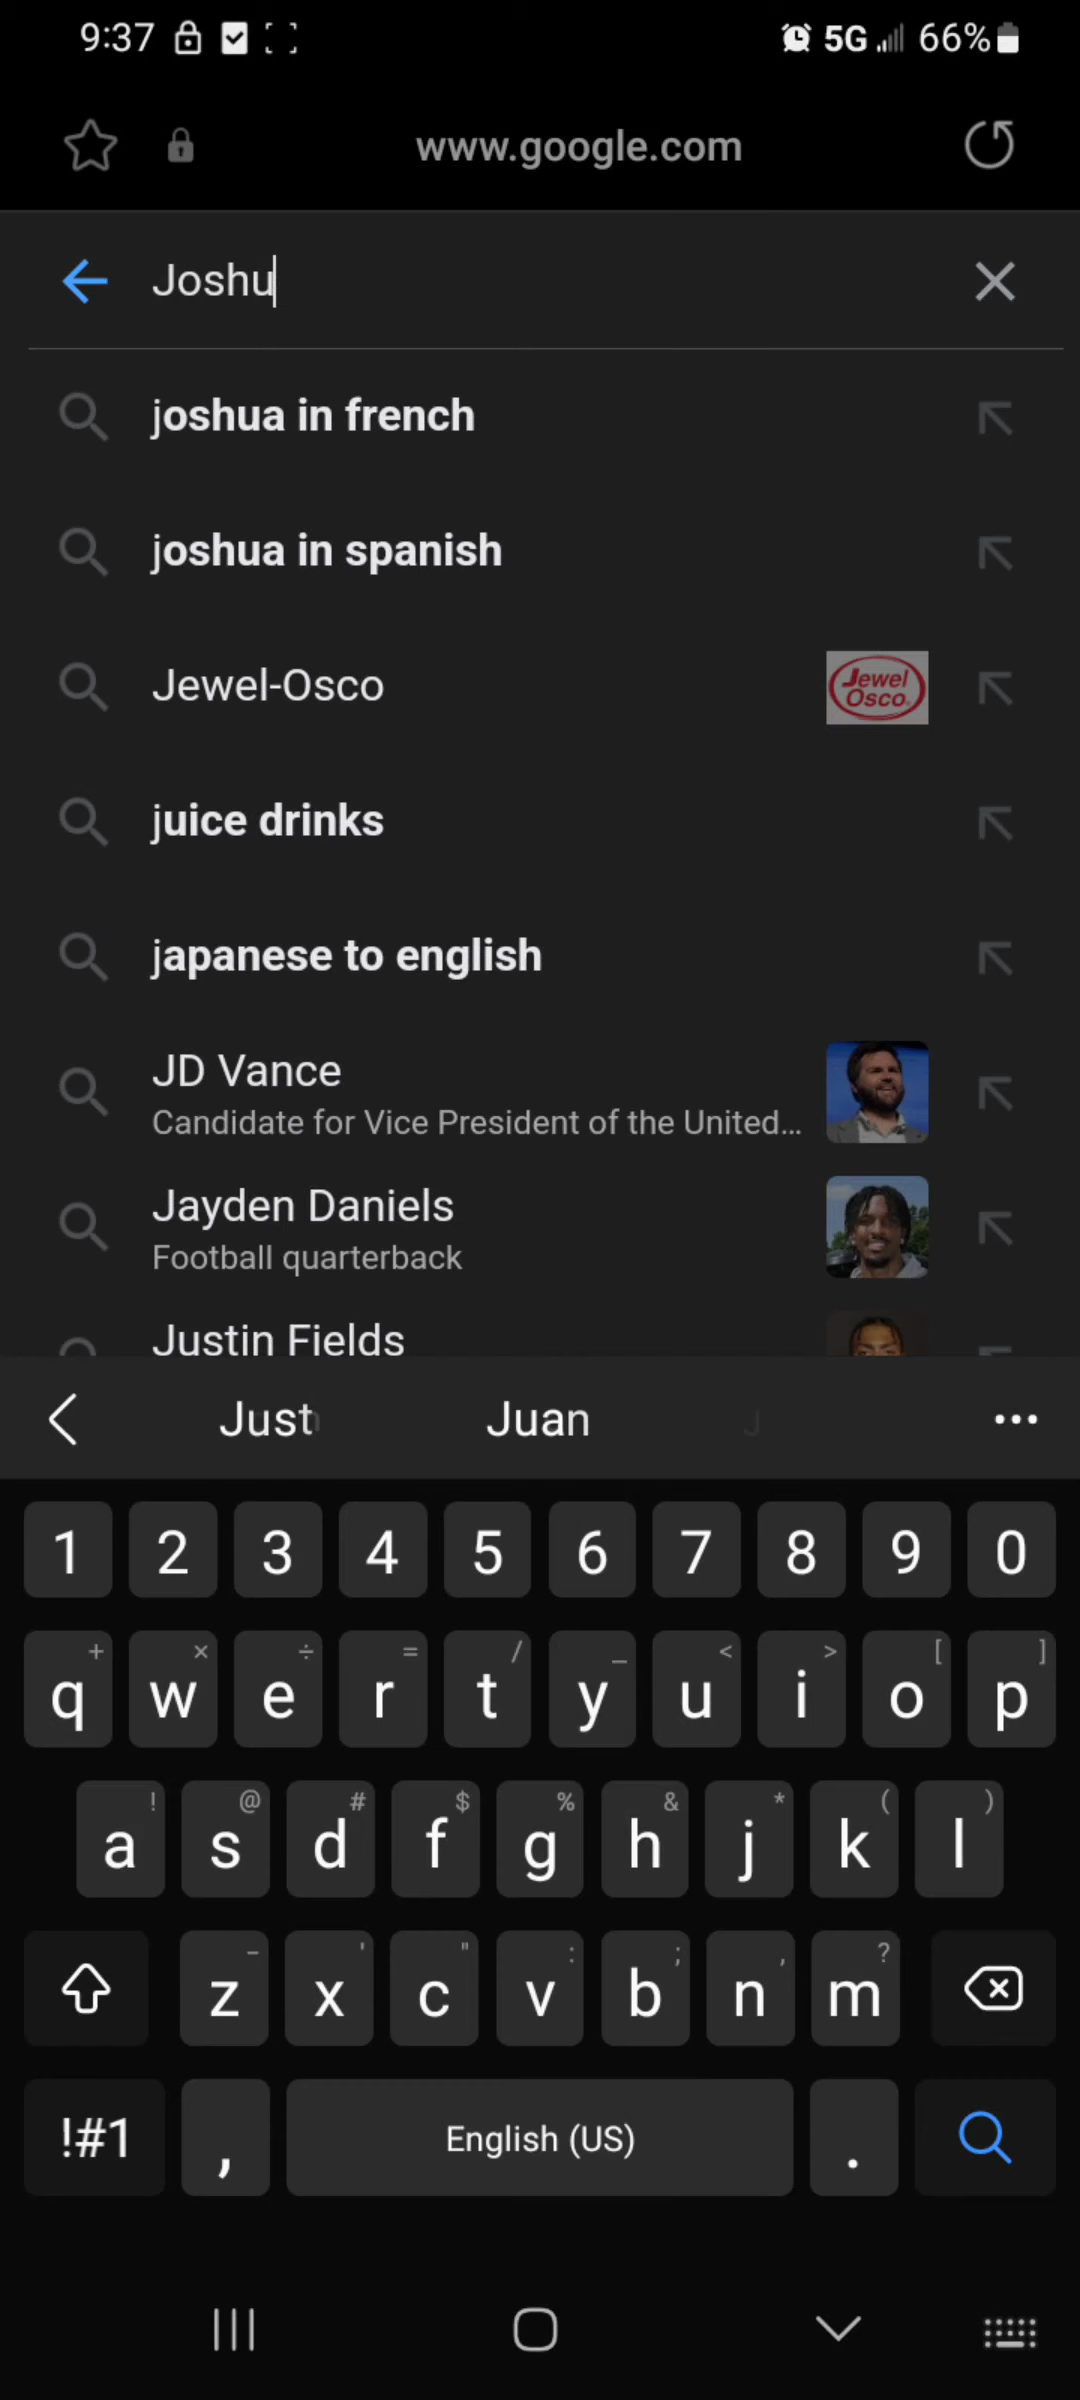 9:37 5G 66%
www.google.com
Joshu
joshua in french
joshua in spanish
Jewel-Osco
Jewel
Osco
juice drinks
japanese to english
JD Vance
Candidate for Vice President of the United...
Jayden Daniels
Football quarterback
Justin Fields
Just Juan J ...
1 2 3 4 5 6 7 8 9 0
+ × ÷ = / _ < > [ ]
q w e r t y u i o p
! @ # $ % & * ( )
a s d f g h j k l
- ' " : ; , ?
z x c v b n m
!#1 , English (US) .